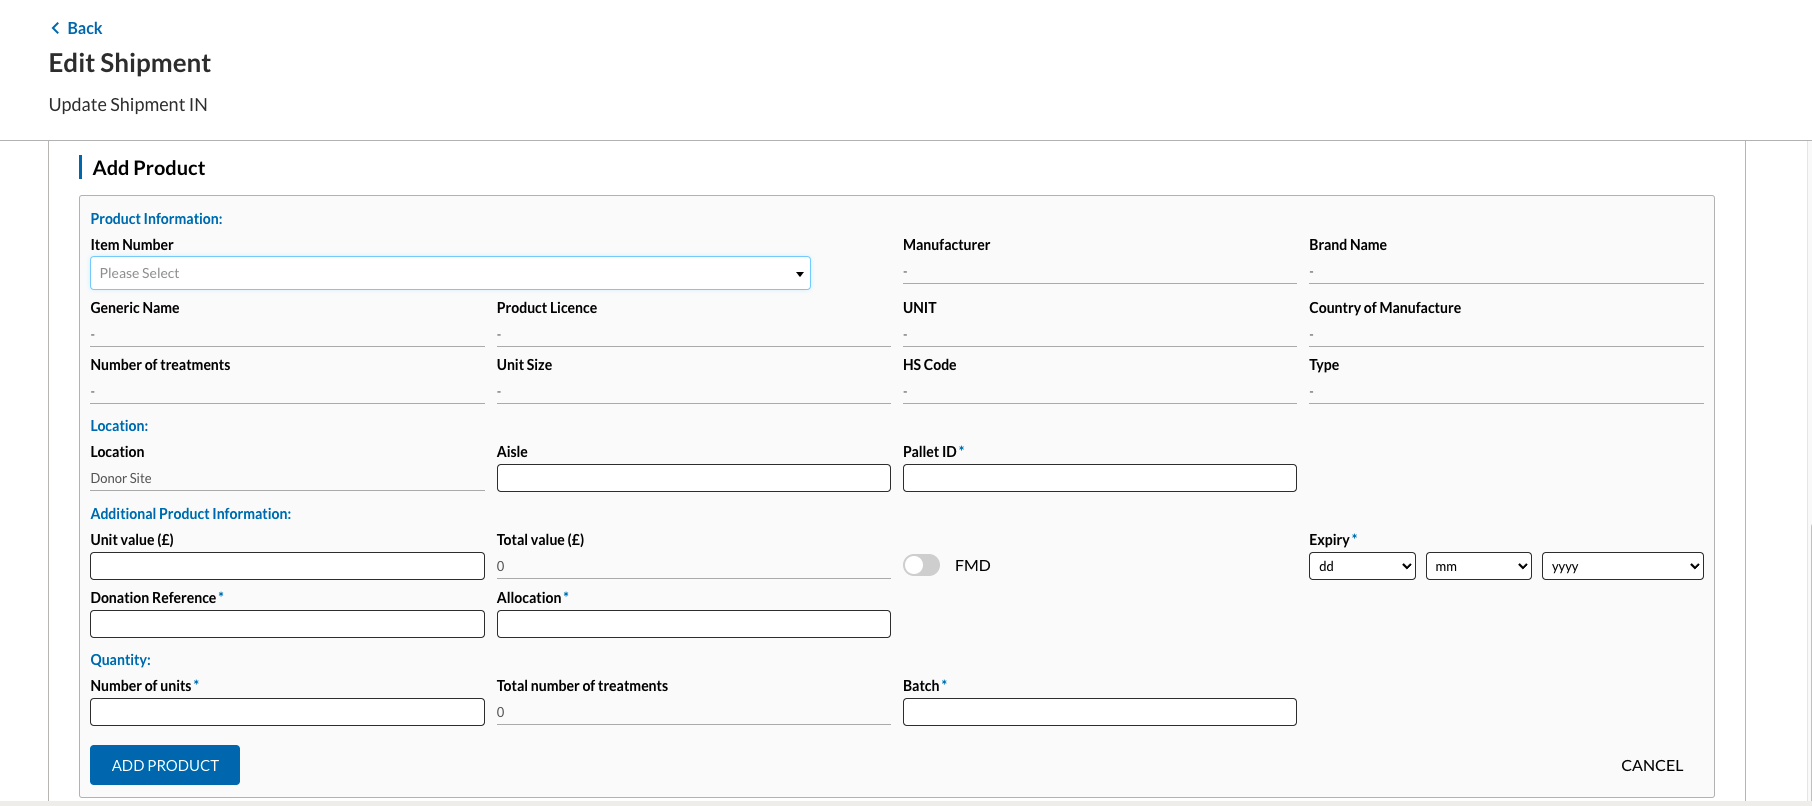 Back
Edit Shipment
Update Shipment IN
Add Product
Product Information:
Item Number Manufacturer Brand Name
Please Select - -
Generic Name Product Licence UNIT Country of Manufacture
- - - -
Number of treatments Unit Size HS Code Type
- - - -
Location:
Location Aisle Pallet ID *
Donor Site
Additional Product Information:
Unit value (£) Total value (£) Expiry *
0 FMD dd mm yyyy
Donation Reference * Allocation *
Quantity:
Number of units * Total number of treatments Batch *
0
ADD PRODUCT CANCEL